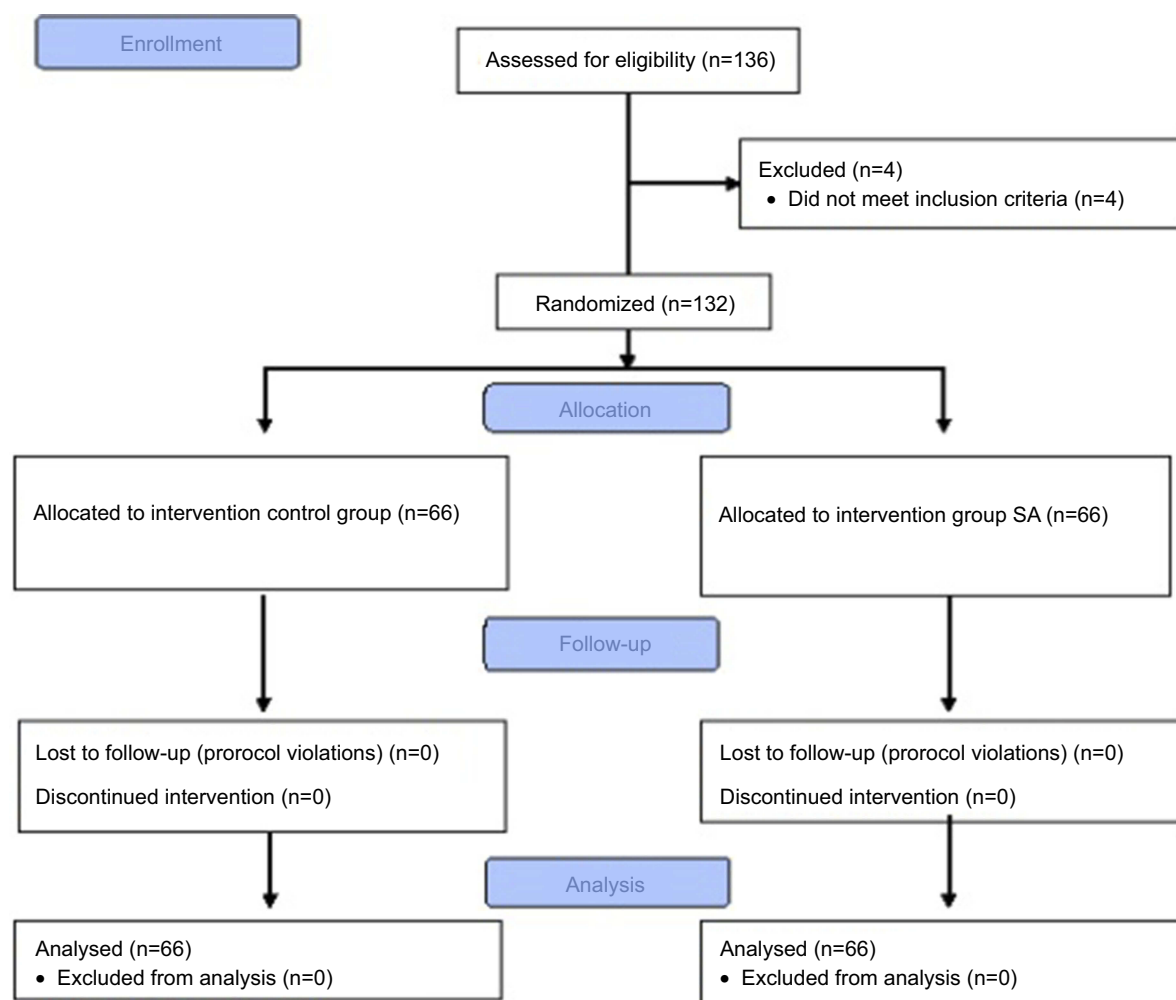 Enrollment
Assessed for eligibility (n=136)
Excluded (n=4)
• Did not meet inclusion criteria (n=4)
Randomized (n=132)
Allocation
Allocated to intervention control group (n=66)
Allocated to intervention group SA (n=66)
Follow-up
Lost to follow-up (prorocol violations) (n=0)
Discontinued intervention (n=0)
Lost to follow-up (prorocol violations) (n=0)
Discontinued intervention (n=0)
Analysis
Analysed (n=66)
• Excluded from analysis (n=0)
Analysed (n=66)
• Excluded from analysis (n=0)